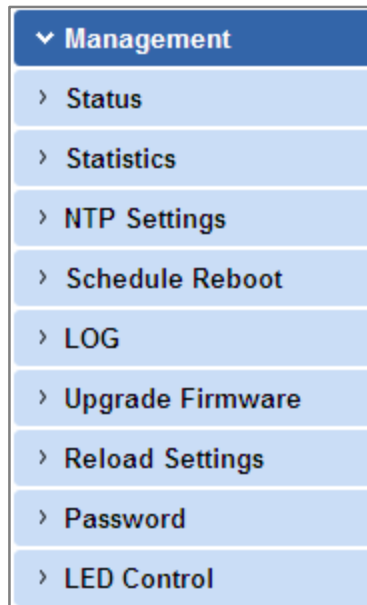 Management
Status
Statistics
NTP Settings
Schedule Reboot
LOG
Upgrade Firmware
Reload Settings
Password
LED Control